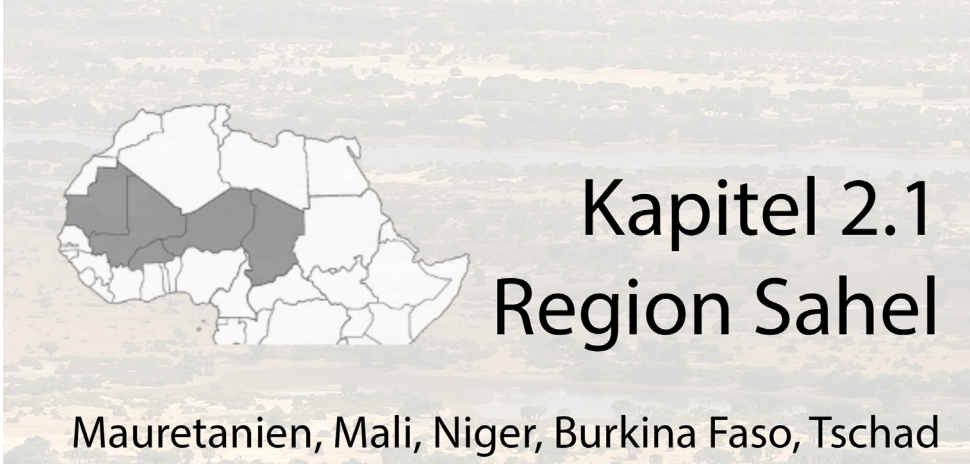 Kapitel 2.1
Region Sahel
Mauretanien, Mali, Niger, Burkina Faso, Tschad